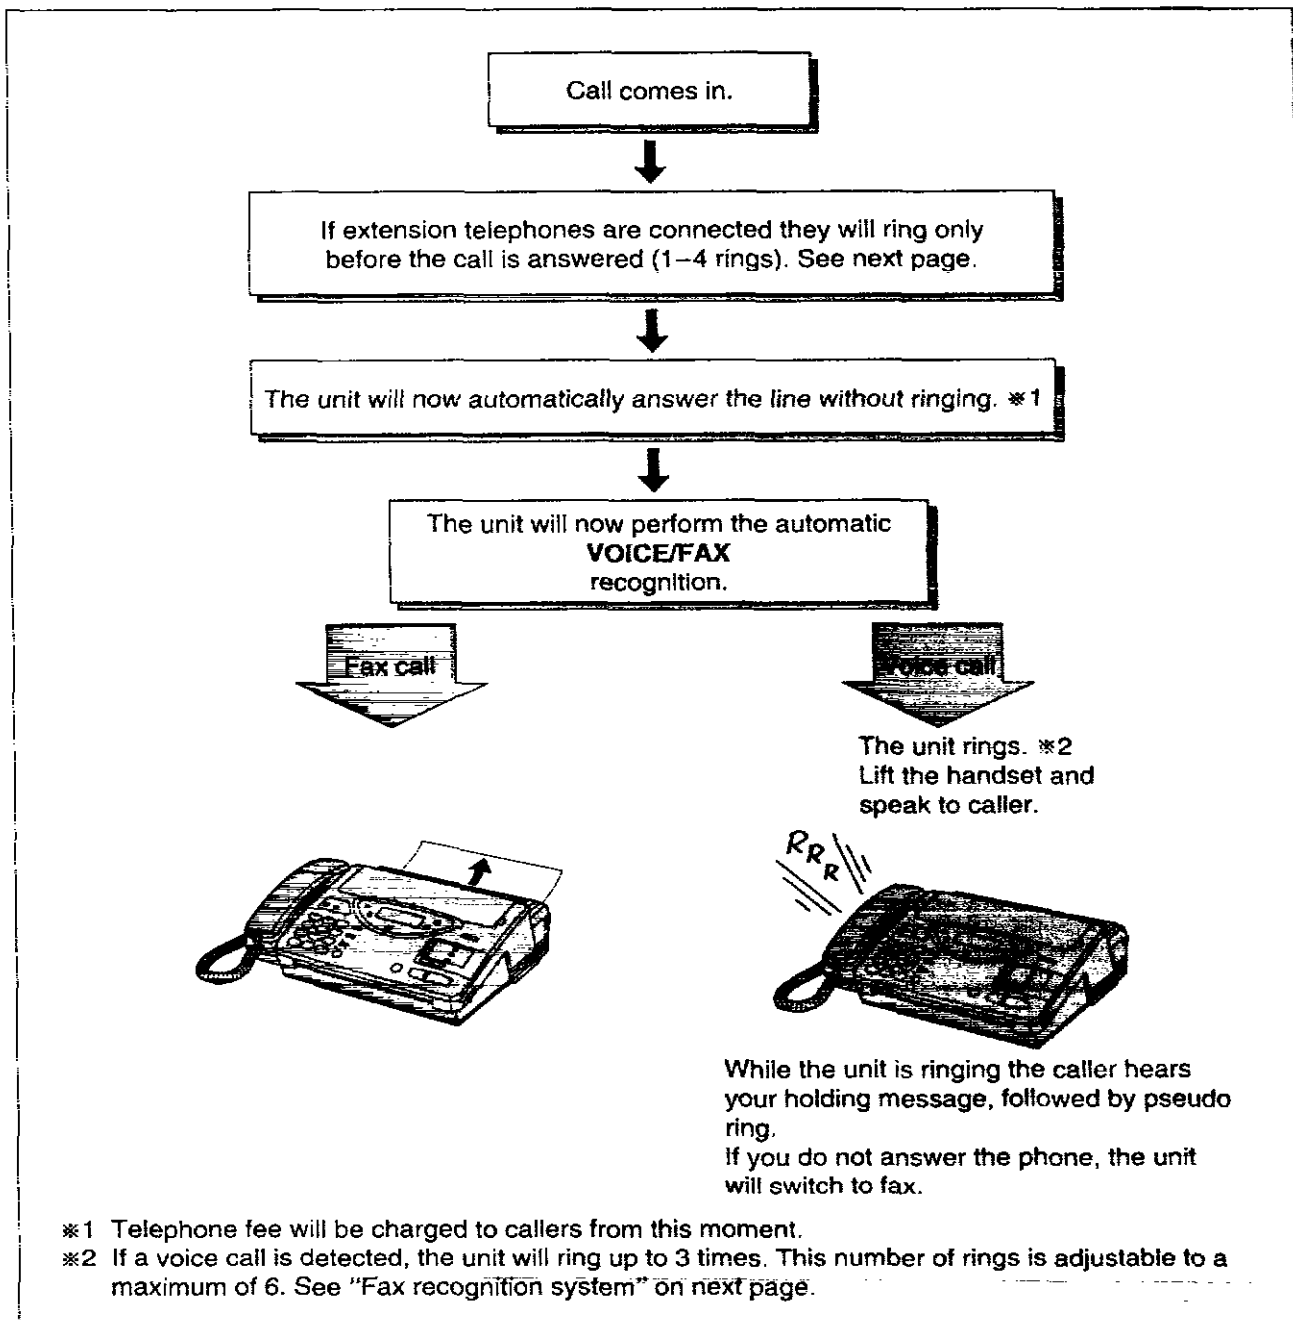 Call comes in.
If extension telephones are connected they will ring only
before the call is answered (1–4 rings). See next page.
The unit will now automatically answer the line without ringing. ※1
The unit will now perform the automatic
VOICE/FAX
recognition.
Fax call
Voice call
The unit rings. ※2
Lift the handset and
speak to caller.
RRR
While the unit is ringing the caller hears
your holding message, followed by pseudo
ring.
If you do not answer the phone, the unit
will switch to fax.
※1 Telephone fee will be charged to callers from this moment.
※2 If a voice call is detected, the unit will ring up to 3 times. This number of rings is adjustable to a
maximum of 6. See "Fax recognition system" on next page.